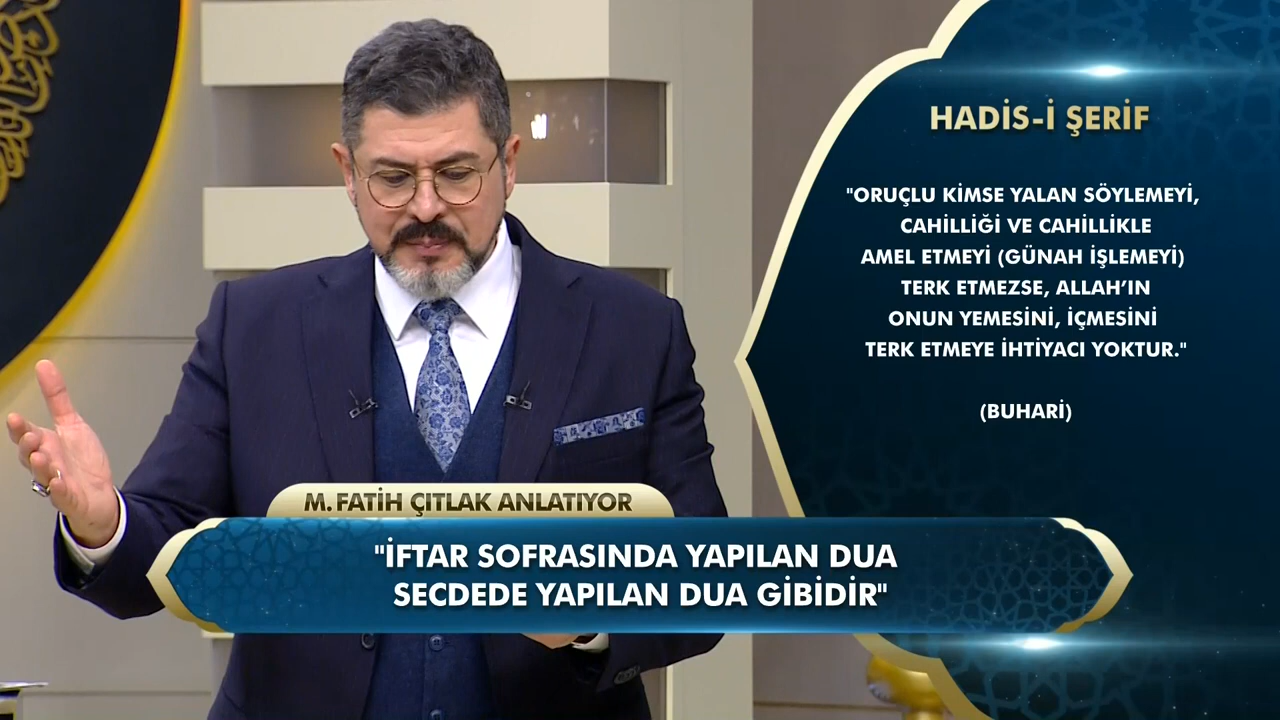 HADİS-İ ŞERİF
"ORUÇLU KİMSE YALAN SÖYLEMEYİ,
CAHİLLİĞİ VE CAHİLLİKLE
AMEL ETMEYİ (GÜNAH İŞLEMEYİ)
TERK ETMEZSE, ALLAH'IN
ONUN YEMESİNİ, İÇMESİNİ
TERK ETMEYE İHTİYACI YOKTUR."
(BUHARİ)
M. FATİH ÇITLAK ANLATIYOR
"İFTAR SOFRASINDA YAPILAN DUA
SECDEDE YAPILAN DUA GİBİDİR"